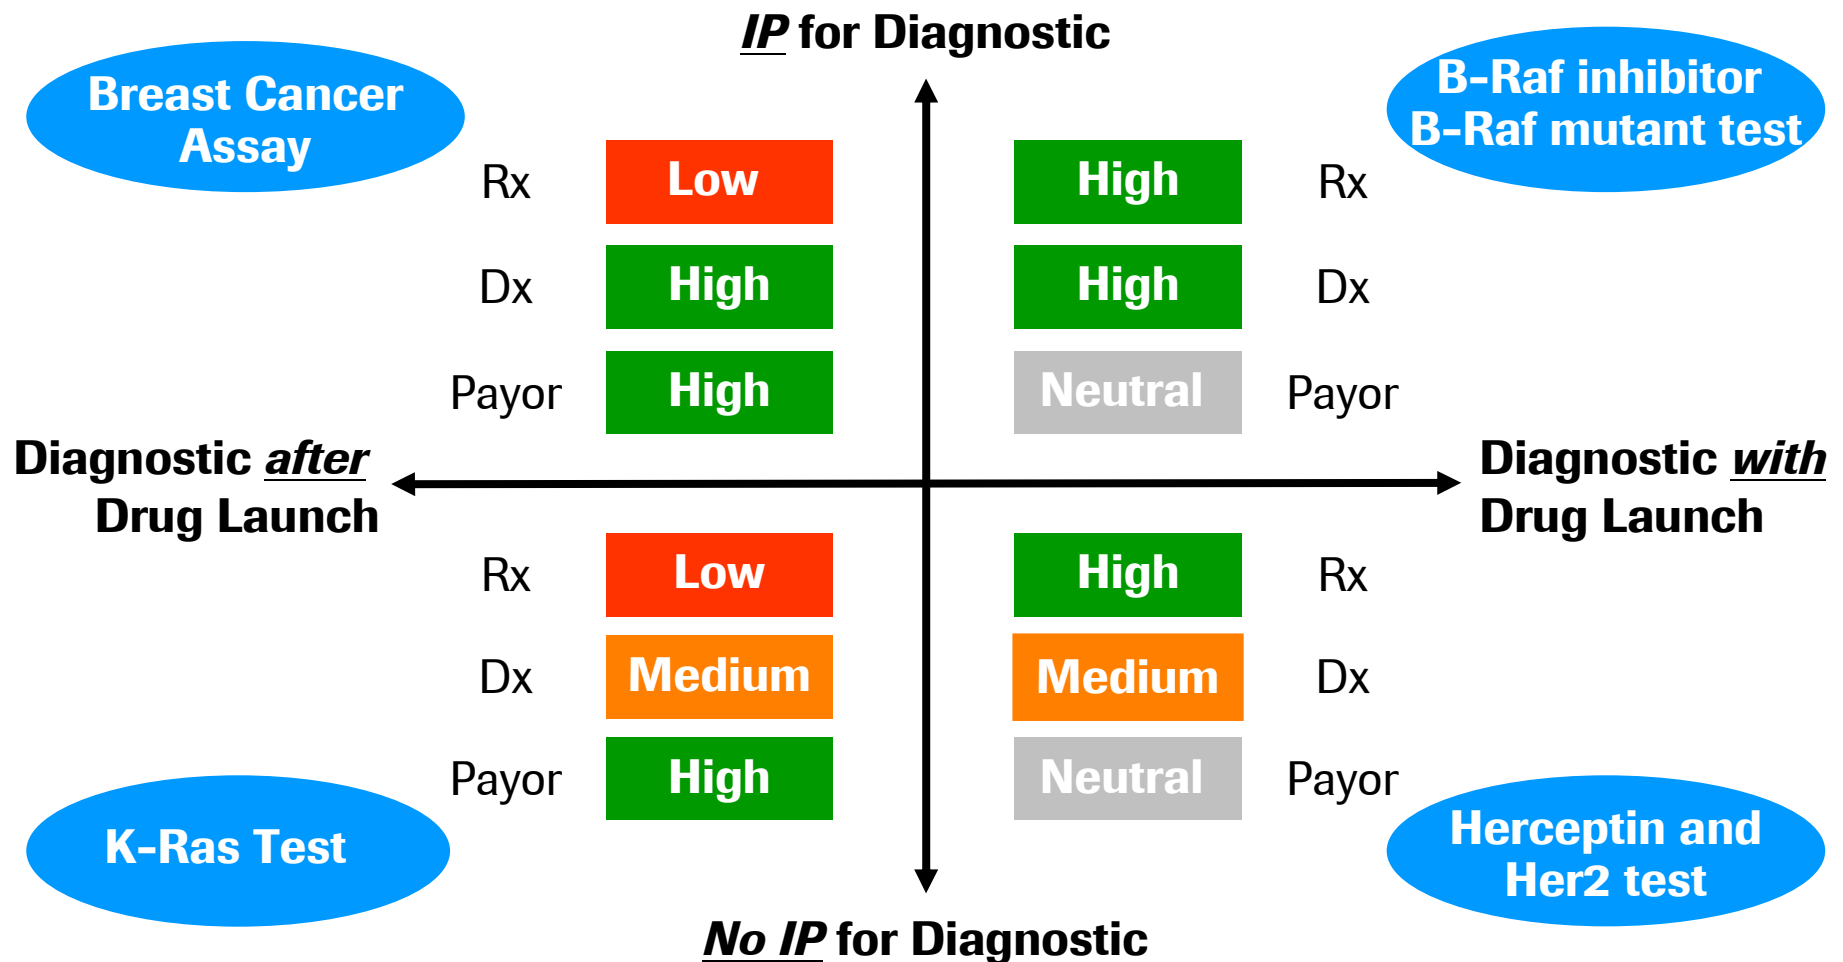 IP for Diagnostic
Breast Cancer
Assay
B-Raf inhibitor
B-Raf mutant test
Rx Low High Rx
Dx High High Dx
Payor High Neutral Payor
Diagnostic after
Drug Launch
Diagnostic with
Drug Launch
Rx Low High Rx
Dx Medium Medium Dx
Payor High Neutral Payor
K-Ras Test
Herceptin and
Her2 test
No IP for Diagnostic